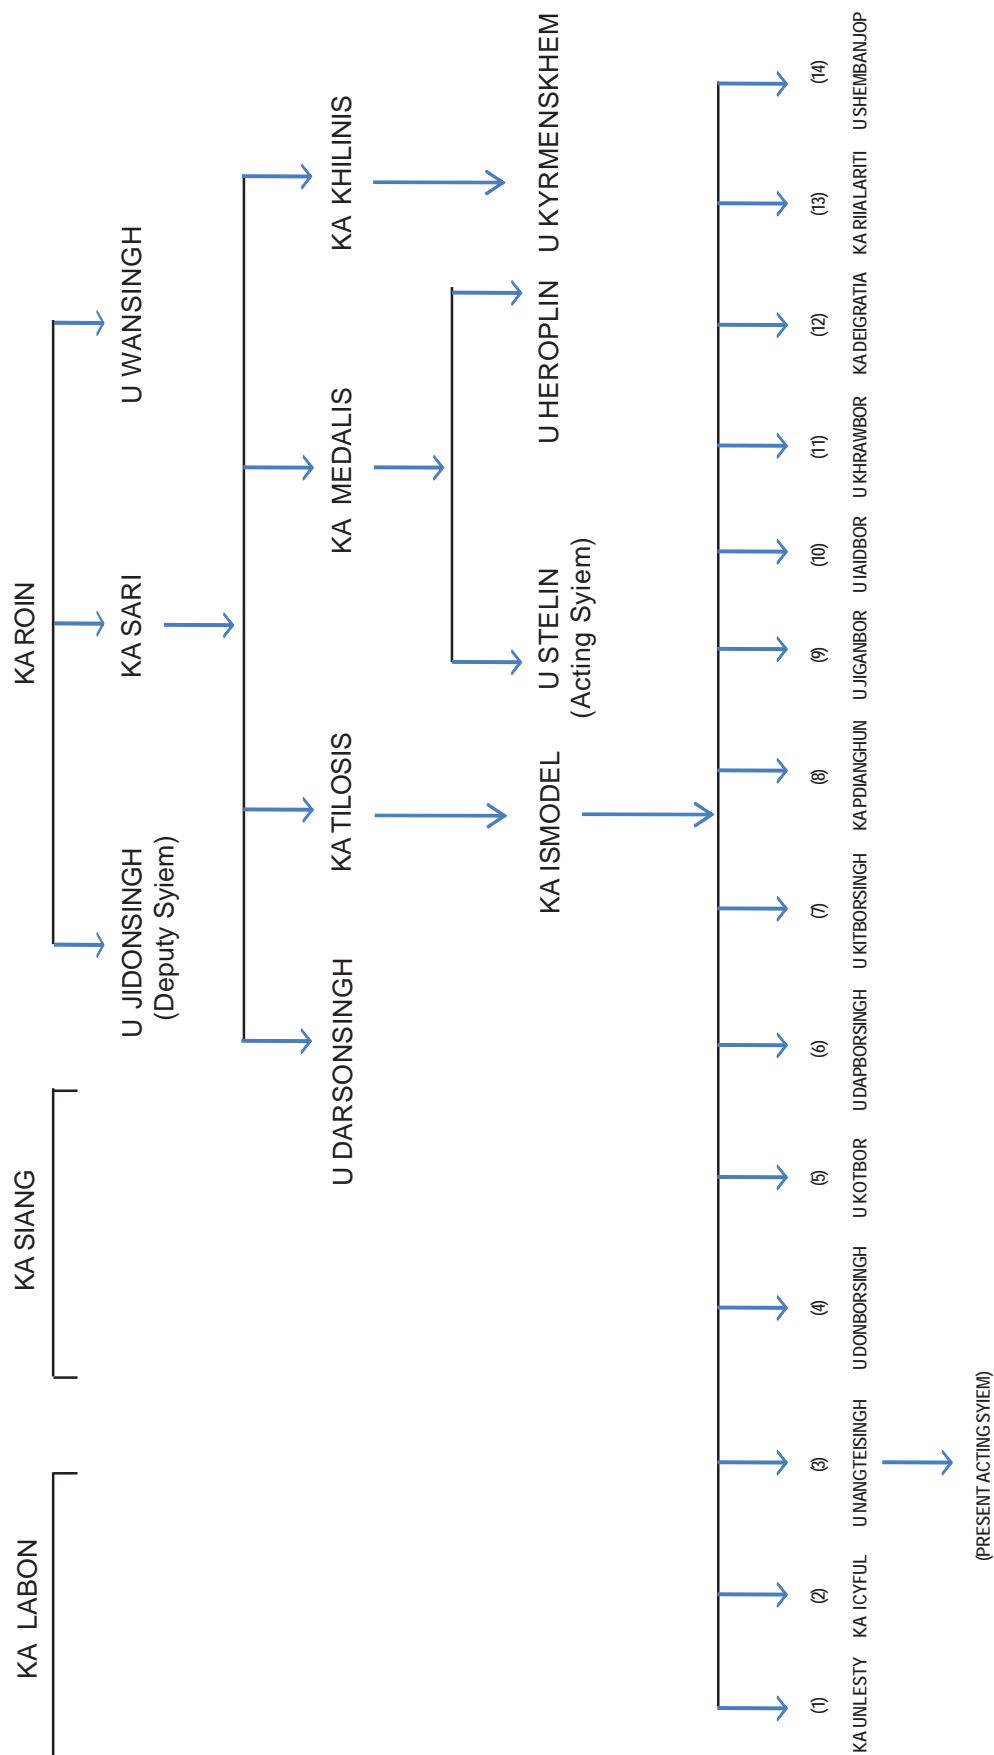 KA LABON
KA SIANG
KA ROIN
U JIDONSINGH
(Deputy Syiem)
KA SARI
U WANSINGH
U DARSONSINGH
KA TILOSIS
KA MEDALIS
KA KHILINIS
KA ISMODEL
U STELIN
(Acting Syiem)
U HEROPLIN
U KYRMENSKHEM
(1)
(2)
(3)
(4)
(5)
(6)
(7)
(8)
(9)
(10)
(11)
(12)
(13)
(14)
KA UNLESTY
KA ICYFUL
U NANGTEISINGH
U DONBORSINGH
U KOTBOR
U DAPBORSINGH
U KITBORSINGH
KA PDIANGHUN
U JIGANBOR
U IAIDBOR
U KHRAWBOR
KA DEIGRATIA
KA RIIALARITI
U SHEMBANJOP
(PRESENT ACTING SYIEM)